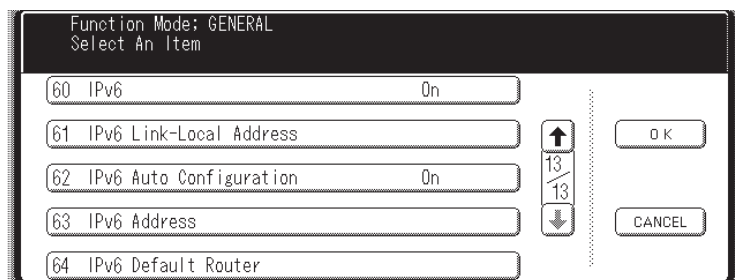 Function Mode; GENERAL
Select An Item
60 IPv6 On
61 IPv6 Link-Local Address
62 IPv6 Auto Configuration On
63 IPv6 Address
64 IPv6 Default Router
13/13
OK
CANCEL